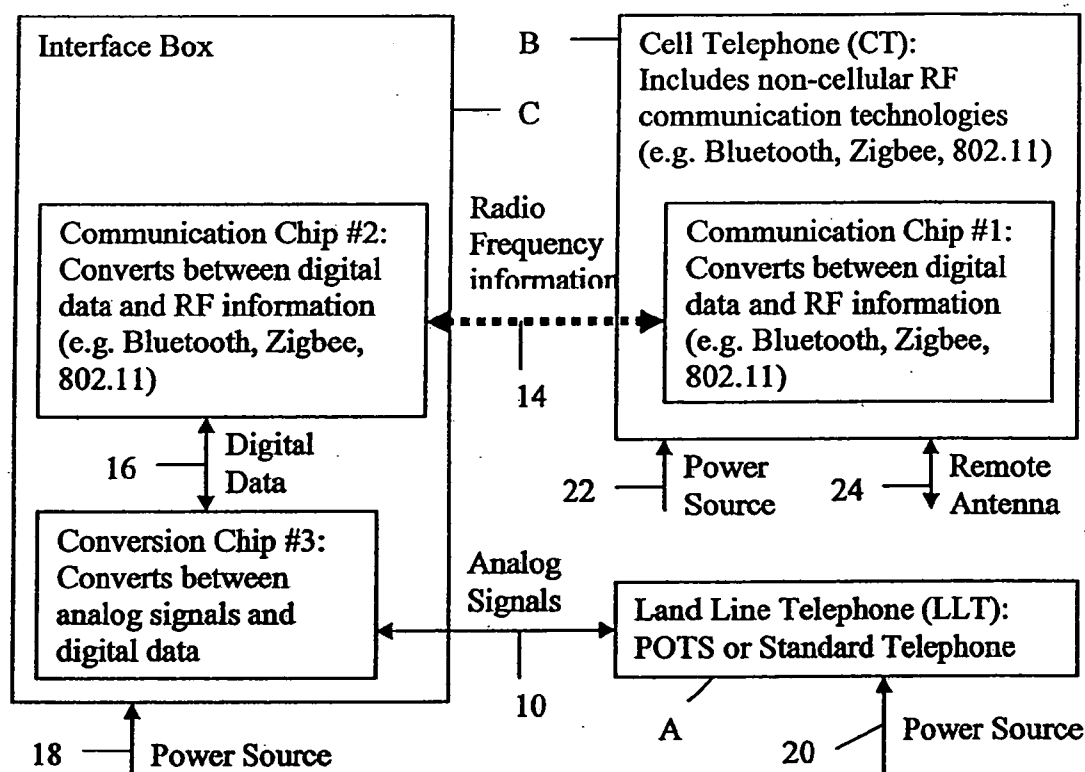 Interface Box
B
C
Cell Telephone (CT):
Includes non-cellular RF
communication technologies
(e.g. Bluetooth, Zigbee, 802.11)
Communication Chip #2:
Converts between digital
data and RF information
(e.g. Bluetooth, Zigbee,
802.11)
Radio
Frequency
information
14
Communication Chip #1:
Converts between digital
data and RF information
(e.g. Bluetooth, Zigbee,
802.11)
16
Digital
Data
22
Power
Source
24
Remote
Antenna
Conversion Chip #3:
Converts between
analog signals and
digital data
Analog
Signals
10
Land Line Telephone (LLT):
POTS or Standard Telephone
A
18
Power Source
20
Power Source